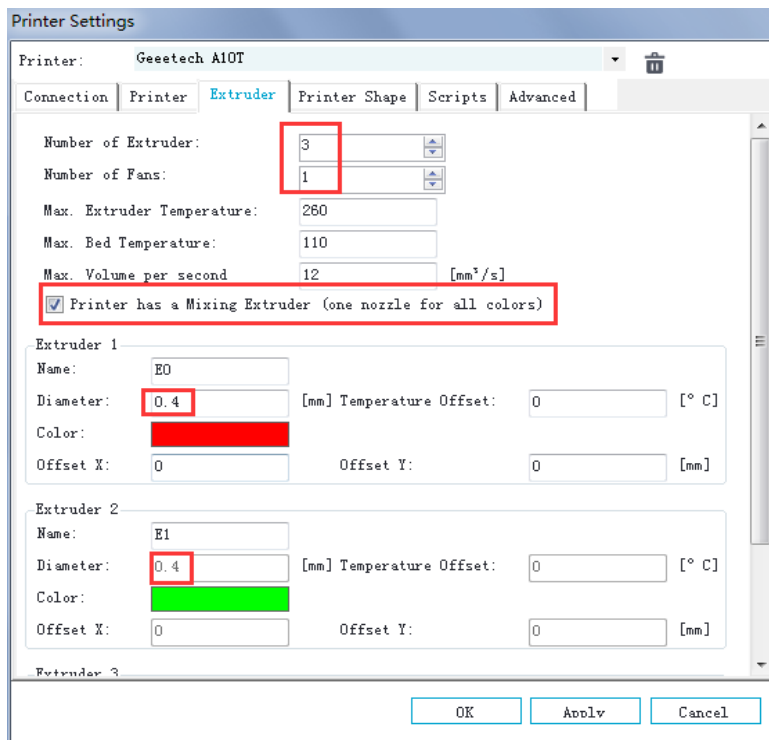 Printer Settings
Printer: Geeetech A10T
Connection Printer Extruder Printer Shape Scripts Advanced
Number of Extruder: 3
Number of Fans: 1
Max. Extruder Temperature: 260
Max. Bed Temperature: 110
Max. Volume per second 12 [mm³/s]
Printer has a Mixing Extruder (one nozzle for all colors)
Extruder 1
Name: E0
Diameter: 0.4 [mm] Temperature Offset: 0 [° C]
Color:
Offset X: 0 Offset Y: 0 [mm]
Extruder 2
Name: E1
Diameter: 0.4 [mm] Temperature Offset: 0 [° C]
Color:
Offset X: 0 Offset Y: 0 [mm]
Extruder 3
OK Apply Cancel